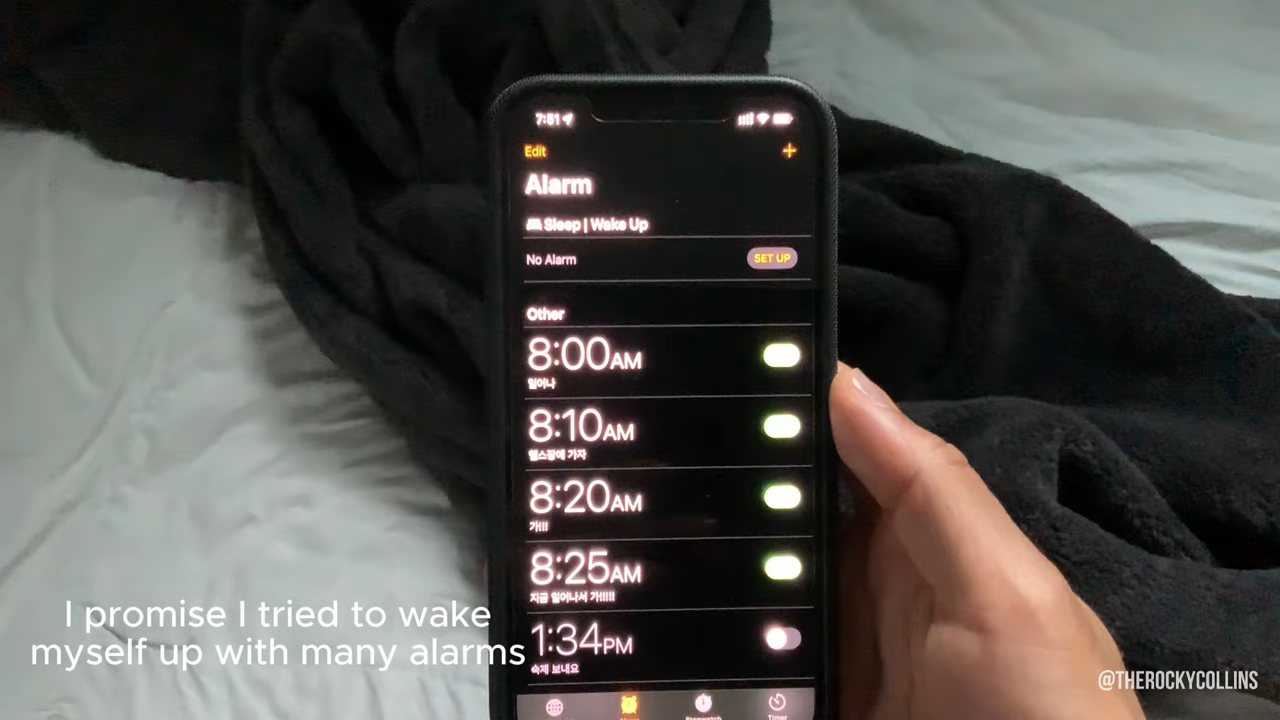 7:51
Edit
+
Alarm
Sleep | Wake Up
No Alarm
SET UP
Other
8:00AM
일어나
8:10AM
헬스장에 가자
8:20AM
가!!!
8:25AM
지금 일어나서 가!!!!!
1:34PM
숙제 보내요
Stopwatch
Timer
I promise I tried to wake
myself up with many alarms
@THEROCKYCOLLINS